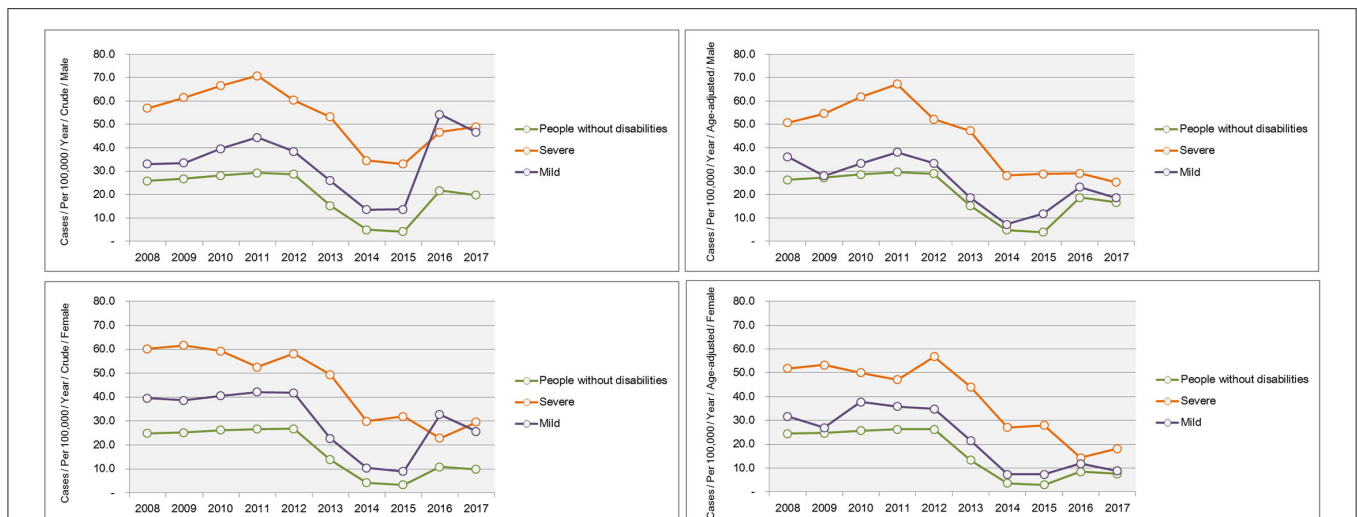 Cases / Per 100,000 / Year / Crude / Male
80.0
70.0
60.0
50.0
40.0
30.0
20.0
10.0
-
2008 2009 2010 2011 2012 2013 2014 2015 2016 2017
People without disabilities
Severe
Mild
Cases / Per 100,000 / Year / Age-adjusted / Male
80.0
70.0
60.0
50.0
40.0
30.0
20.0
10.0
-
2008 2009 2010 2011 2012 2013 2014 2015 2016 2017
People without disabilities
Severe
Mild
Cases / Per 100,000 / Year / Crude / Female
80.0
70.0
60.0
50.0
40.0
30.0
20.0
10.0
-
2008 2009 2010 2011 2012 2013 2014 2015 2016 2017
People without disabilities
Severe
Mild
Cases / Per 100,000 / Year / Age-adjusted / Female
80.0
70.0
60.0
50.0
40.0
30.0
20.0
10.0
-
2008 2009 2010 2011 2012 2013 2014 2015 2016 2017
People without disabilities
Severe
Mild